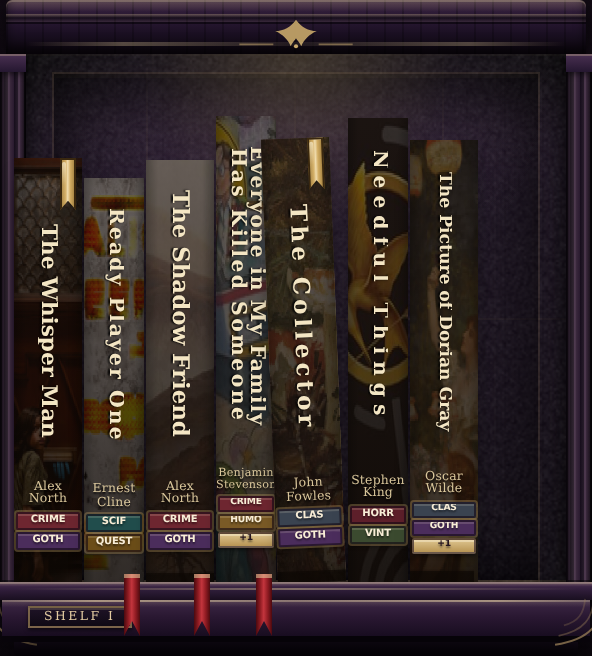 The Whisper Man
Alex
North
CRIME
GOTH
Ready Player One
Ernest
Cline
SCIF
QUEST
The Shadow Friend
Alex
North
CRIME
GOTH
Everyone in My Family
Has Killed Someone
Benjamin
Stevenson
CRIME
HUMO
+1
The Collector
John
Fowles
CLAS
GOTH
Needful Things
Stephen
King
HORR
VINT
The Picture of Dorian Gray
Oscar
Wilde
CLAS
GOTH
+1
SHELF I